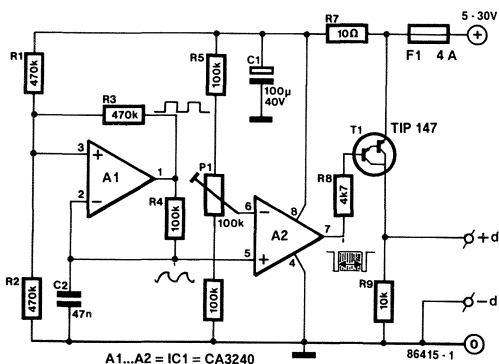 5 - 30V
R7
10Ω
F1 4 A
R1
470k
R5
100k
C1
100µ
40V
R3
470k
T1
TIP 147
3
+
A1
1
2
−
R4
100k
P1
100k
6
−
A2
8
7
5
+
4
R8
4k7
+d
R2
470k
C2
47n
100k
R9
10k
−d
0
86415 - 1
A1...A2 = IC1 = CA3240